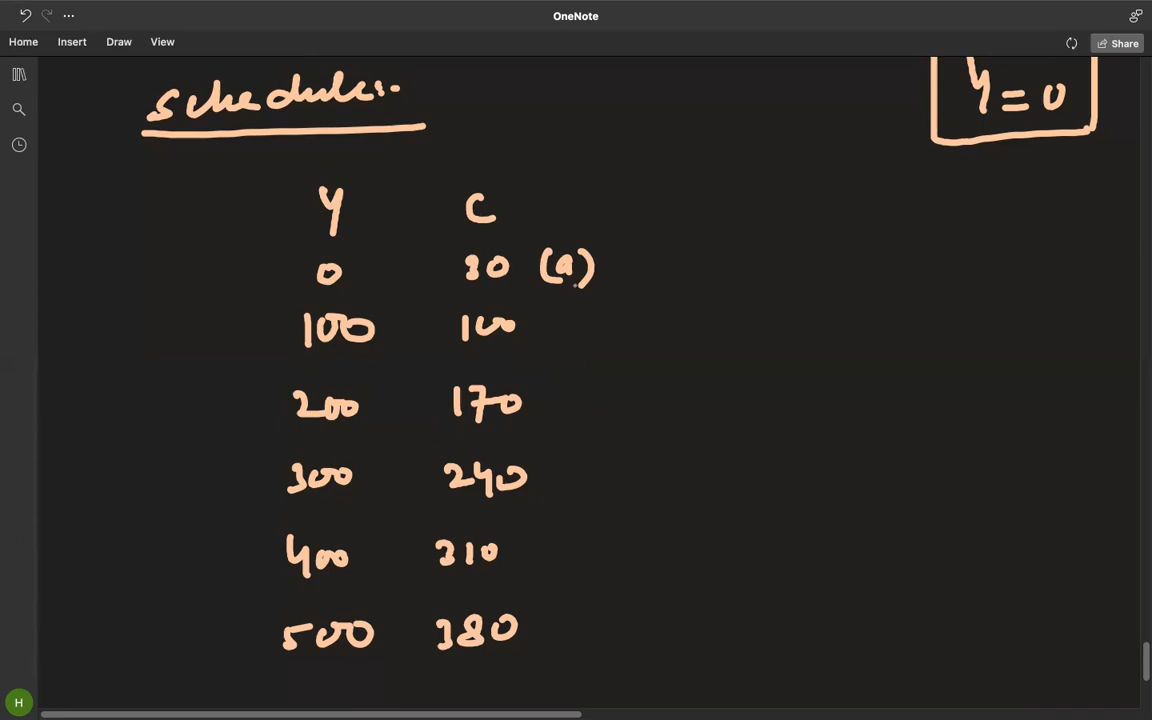 OneNote
Home Insert Draw View Share
schedule:-
Y = 0
Y C
0 30 (a)
100 100
200 170
300 240
400 310
500 380
H